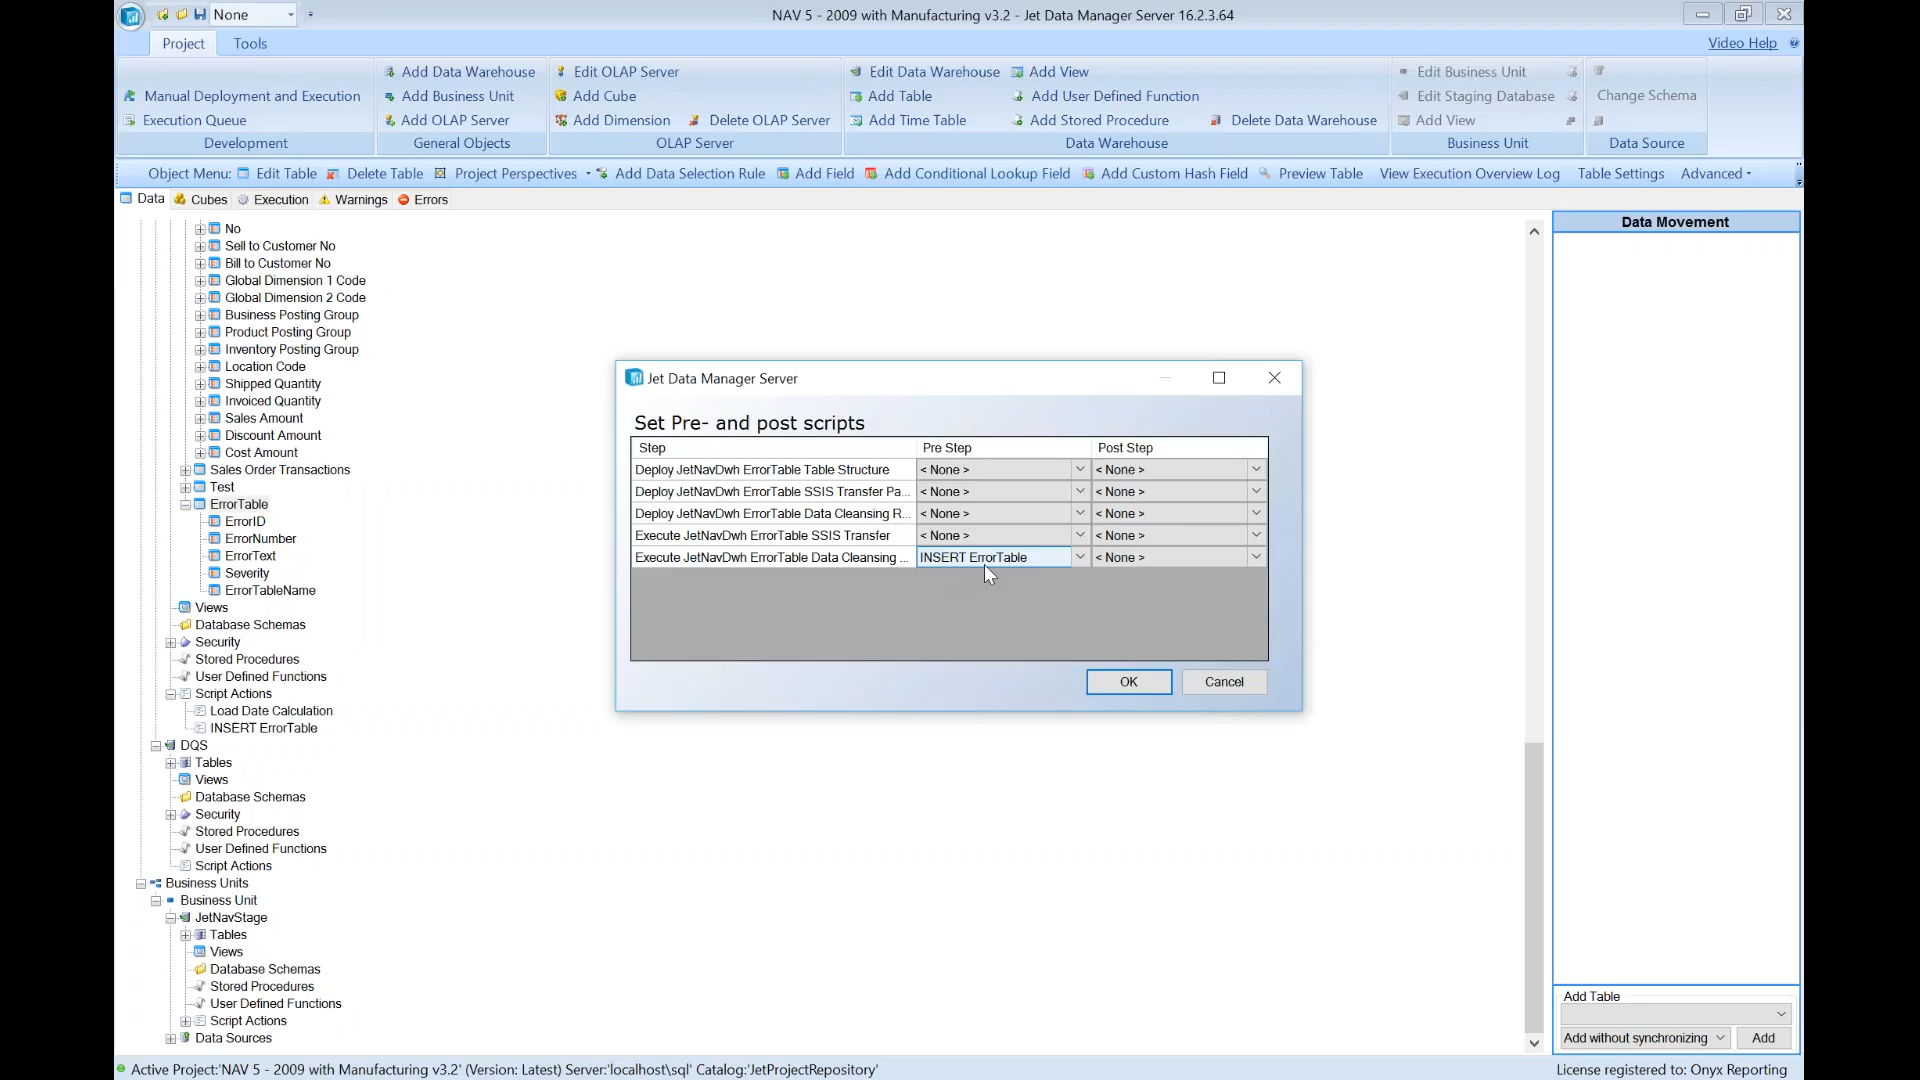 None
NAV 5 - 2009 with Manufacturing v3.2 - Jet Data Manager Server 16.2.3.64
Project Tools
Video Help
Manual Deployment and Execution
Execution Queue
Development
Add Data Warehouse
Add Business Unit
Add OLAP Server
General Objects
Edit OLAP Server
Add Cube
Add Dimension Delete OLAP Server
OLAP Server
Edit Data Warehouse Add View
Add Table Add User Defined Function
Add Time Table Add Stored Procedure Delete Data Warehouse
Data Warehouse
Edit Business Unit
Edit Staging Database
Add View
Business Unit
Change Schema
Data Source
Object Menu: Edit Table Delete Table Project Perspectives Add Data Selection Rule Add Field Add Conditional Lookup Field Add Custom Hash Field Preview Table View Execution Overview Log Table Settings Advanced
Data Cubes Execution Warnings Errors
No
Sell to Customer No
Bill to Customer No
Global Dimension 1 Code
Global Dimension 2 Code
Business Posting Group
Product Posting Group
Inventory Posting Group
Location Code
Shipped Quantity
Invoiced Quantity
Sales Amount
Discount Amount
Cost Amount
Sales Order Transactions
Test
ErrorTable
ErrorID
ErrorNumber
ErrorText
Severity
ErrorTableName
Views
Database Schemas
Security
Stored Procedures
User Defined Functions
Script Actions
Load Date Calculation
INSERT ErrorTable
DQS
Tables
Views
Database Schemas
Security
Stored Procedures
User Defined Functions
Script Actions
Business Units
Business Unit
JetNavStage
Tables
Views
Database Schemas
Stored Procedures
User Defined Functions
Script Actions
Data Sources
Jet Data Manager Server
Set Pre- and post scripts
Step Pre Step Post Step
Deploy JetNavDwh ErrorTable Table Structure < None > < None >
Deploy JetNavDwh ErrorTable SSIS Transfer Pa... < None > < None >
Deploy JetNavDwh ErrorTable Data Cleansing R... < None > < None >
Execute JetNavDwh ErrorTable SSIS Transfer < None > < None >
Execute JetNavDwh ErrorTable Data Cleansing ... INSERT ErrorTable < None >
OK Cancel
Data Movement
Add Table
Add without synchronizing Add
Active Project:'NAV 5 - 2009 with Manufacturing v3.2' (Version: Latest) Server:'localhost\sql' Catalog:'JetProjectRepository'
License registered to: Onyx Reporting